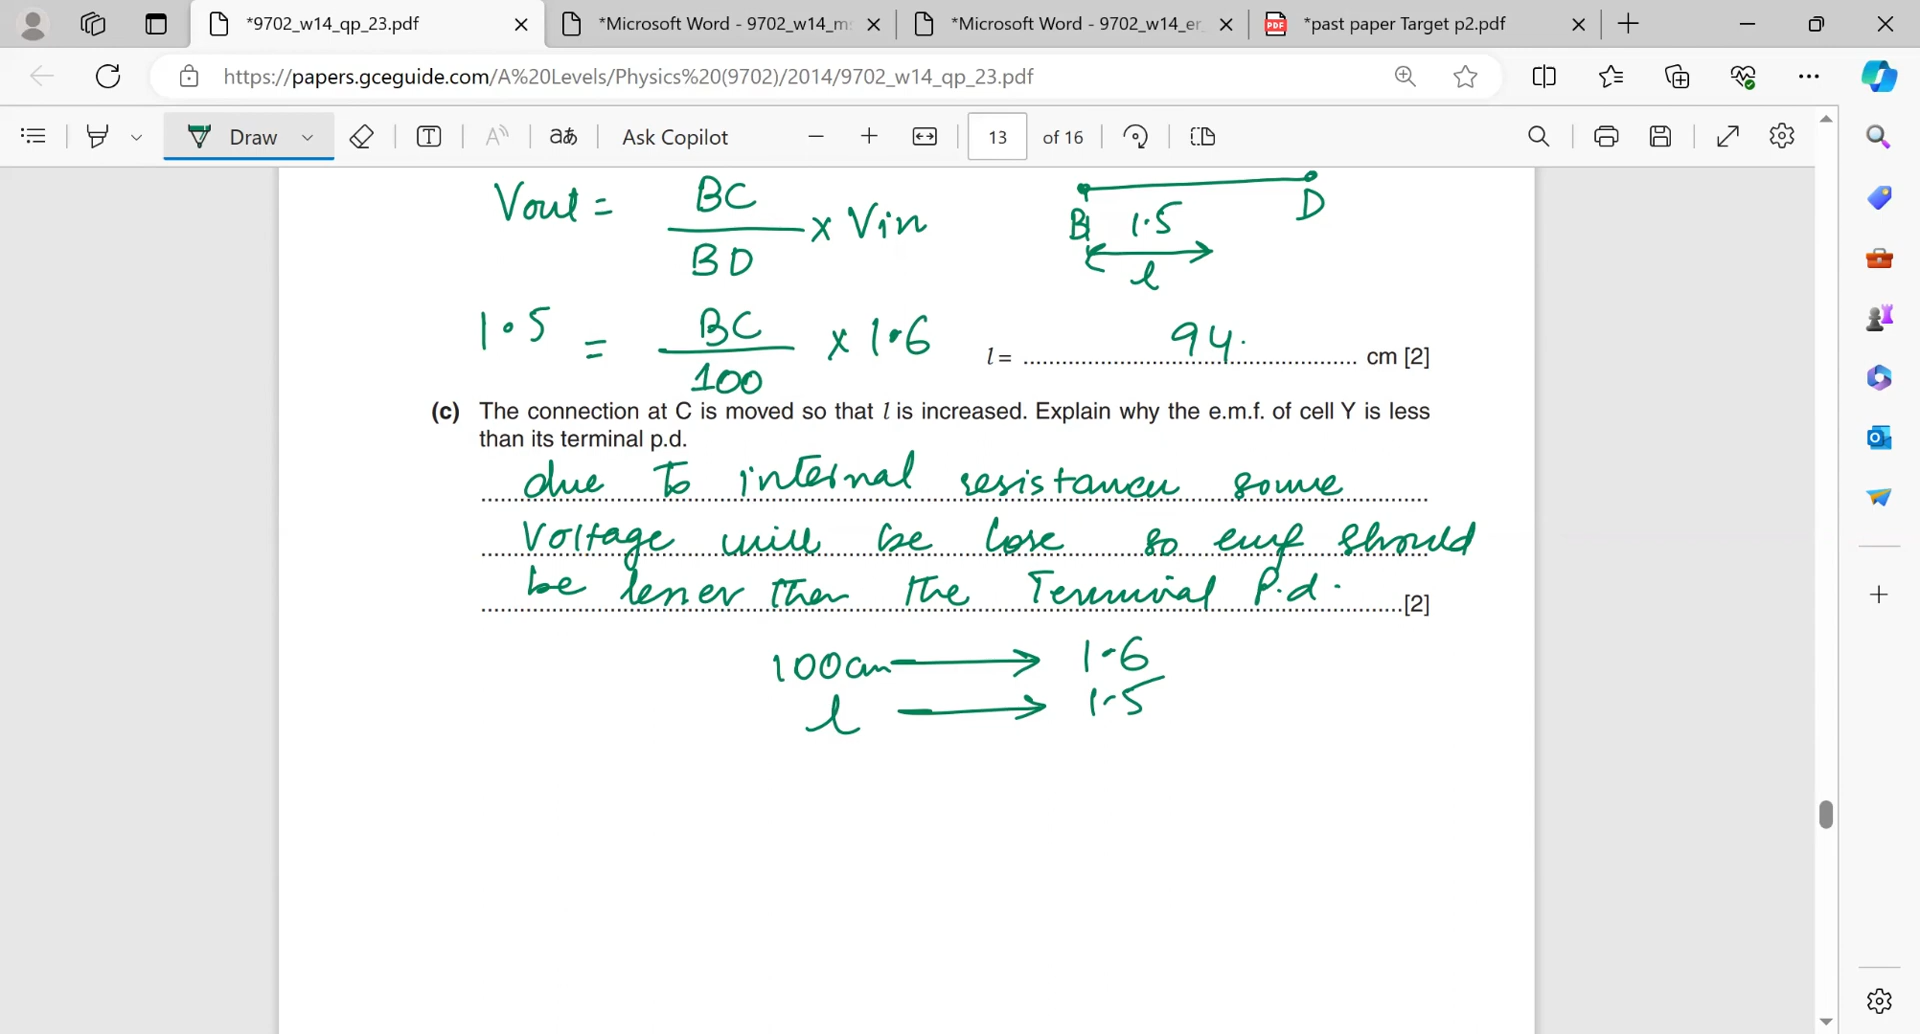 *9702_w14_qp_23.pdf
*Microsoft Word - 9702_w14_m
*Microsoft Word - 9702_w14_er_
*past paper Target p2.pdf
https://papers.gceguide.com/A%20Levels/Physics%20(9702)/2014/9702_w14_qp_23.pdf
Draw
aあ
Ask Copilot
13 of 16
Vout = BC / BD x Vin
B 1.5 D
l
1.5 = BC / 100 x 1.6
l = 94. cm [2]
(c) The connection at C is moved so that l is increased. Explain why the e.m.f. of cell Y is less
than its terminal p.d.
due to internal resistance some
Voltage will be lose so emf should
be lesser then the Terminal P.d. [2]
100cm → 1.6
l → 1.5